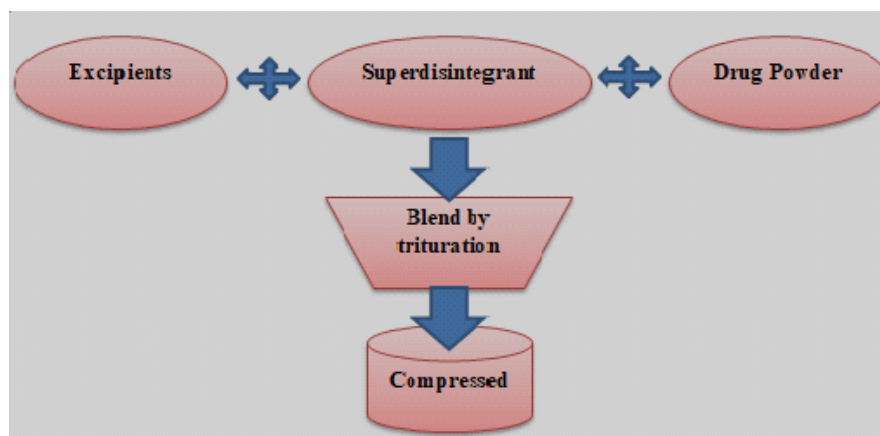 Excipients
Superdisintegrant
Drug Powder
Blend by
trituration
Compressed